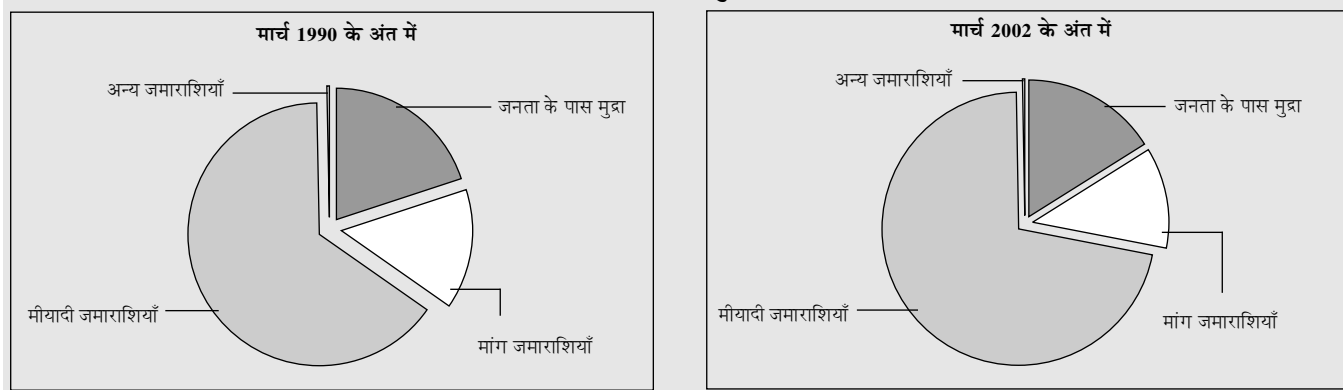 मार्च 1990 के अंत में
अन्य जमाराशियाँ
जनता के पास मुद्रा
मीयादी जमाराशियाँ
मांग जमाराशियाँ
मार्च 2002 के अंत में
अन्य जमाराशियाँ
जनता के पास मुद्रा
मीयादी जमाराशियाँ
मांग जमाराशियाँ